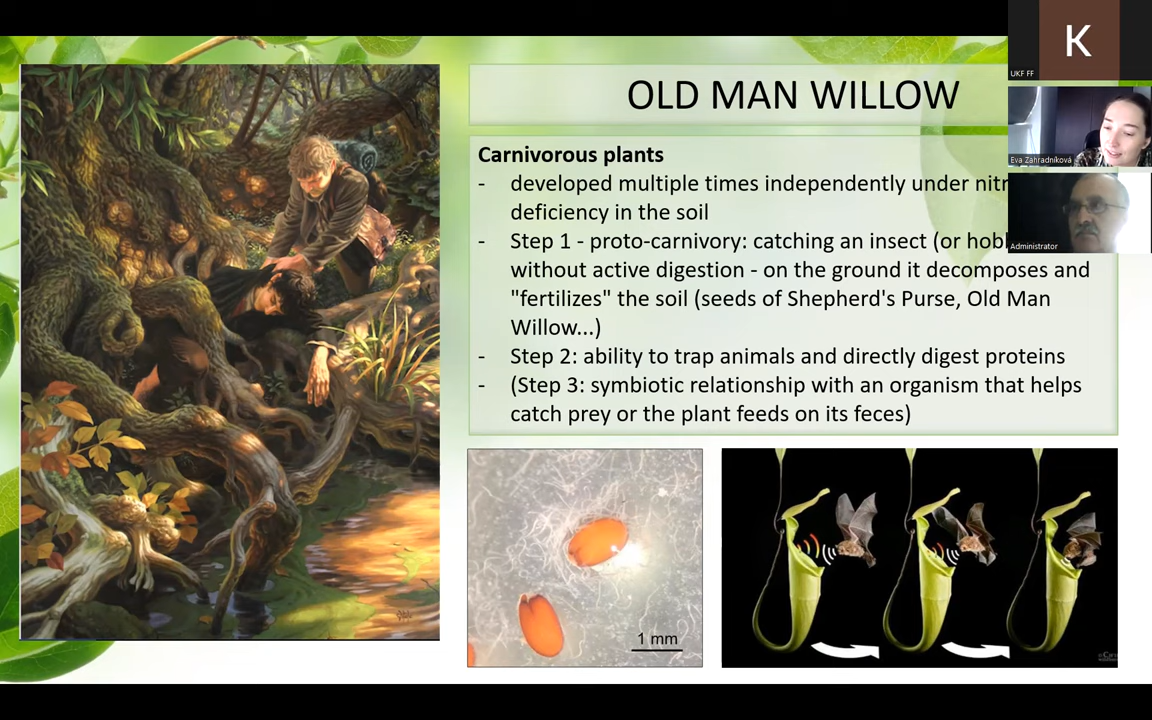 OLD MAN WILLOW
Carnivorous plants
- developed multiple times independently under nitr
deficiency in the soil
- Step 1 - proto-carnivory: catching an insect (or hobb
without active digestion - on the ground it decomposes and
"fertilizes" the soil (seeds of Shepherd's Purse, Old Man
Willow...)
- Step 2: ability to trap animals and directly digest proteins
- (Step 3: symbiotic relationship with an organism that helps
catch prey or the plant feeds on its feces)
1 mm
K
UKF FF
Eva Zahradníková
Administrator